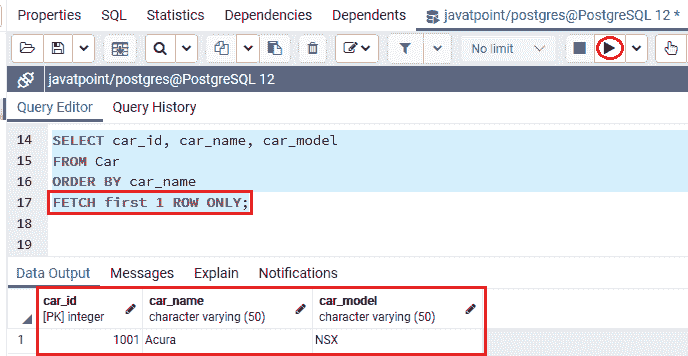 Properties SQL Statistics Dependencies Dependents javatpoint/postgres@PostgreSQL 12 *
No limit
javatpoint/postgres@PostgreSQL 12
Query Editor Query History
14 SELECT car_id, car_name, car_model
15 FROM Car
16 ORDER BY car_name
17 FETCH first 1 ROW ONLY;
18
19
Data Output Messages Explain Notifications
car_id car_name car_model
[PK] integer character varying (50) character varying (50)
1 1001 Acura NSX